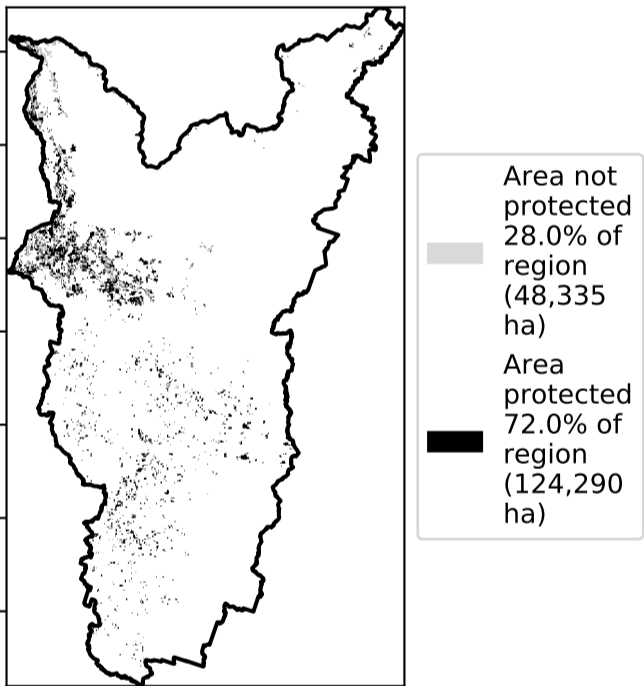 Area not
protected
28.0% of
region
(48,335
ha)
Area
protected
72.0% of
region
(124,290
ha)